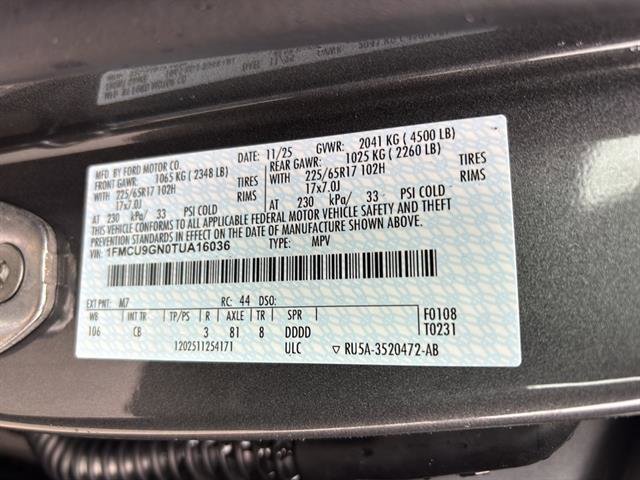 MFD. BY FORD MOTOR CO. DATE: 11/25 GVWR: 2041 KG ( 4500 LB)
FRONT GAWR: 1065 KG ( 2348 LB) REAR GAWR: 1025 KG ( 2260 LB)
WITH 225/65R17 102H TIRES WITH 225/65R17 102H TIRES
17x7.0J RIMS 17x7.0J RIMS
AT 230 kPa/ 33 PSI COLD AT 230 kPa/ 33 PSI COLD
THIS VEHICLE CONFORMS TO ALL APPLICABLE FEDERAL MOTOR VEHICLE SAFETY AND THEFT
PREVENTION STANDARDS IN EFFECT ON THE DATE OF MANUFACTURE SHOWN ABOVE.
VIN: 1FMCU9GN0TUA16036 TYPE: MPV
EXT PNT: M7 RC: 44 DSO:
WB INT TR TP/PS R AXLE TR SPR F0108
106 CB 3 81 8 DDDD T0231
1202511254171 ULC ▽ RU5A-3520472-AB